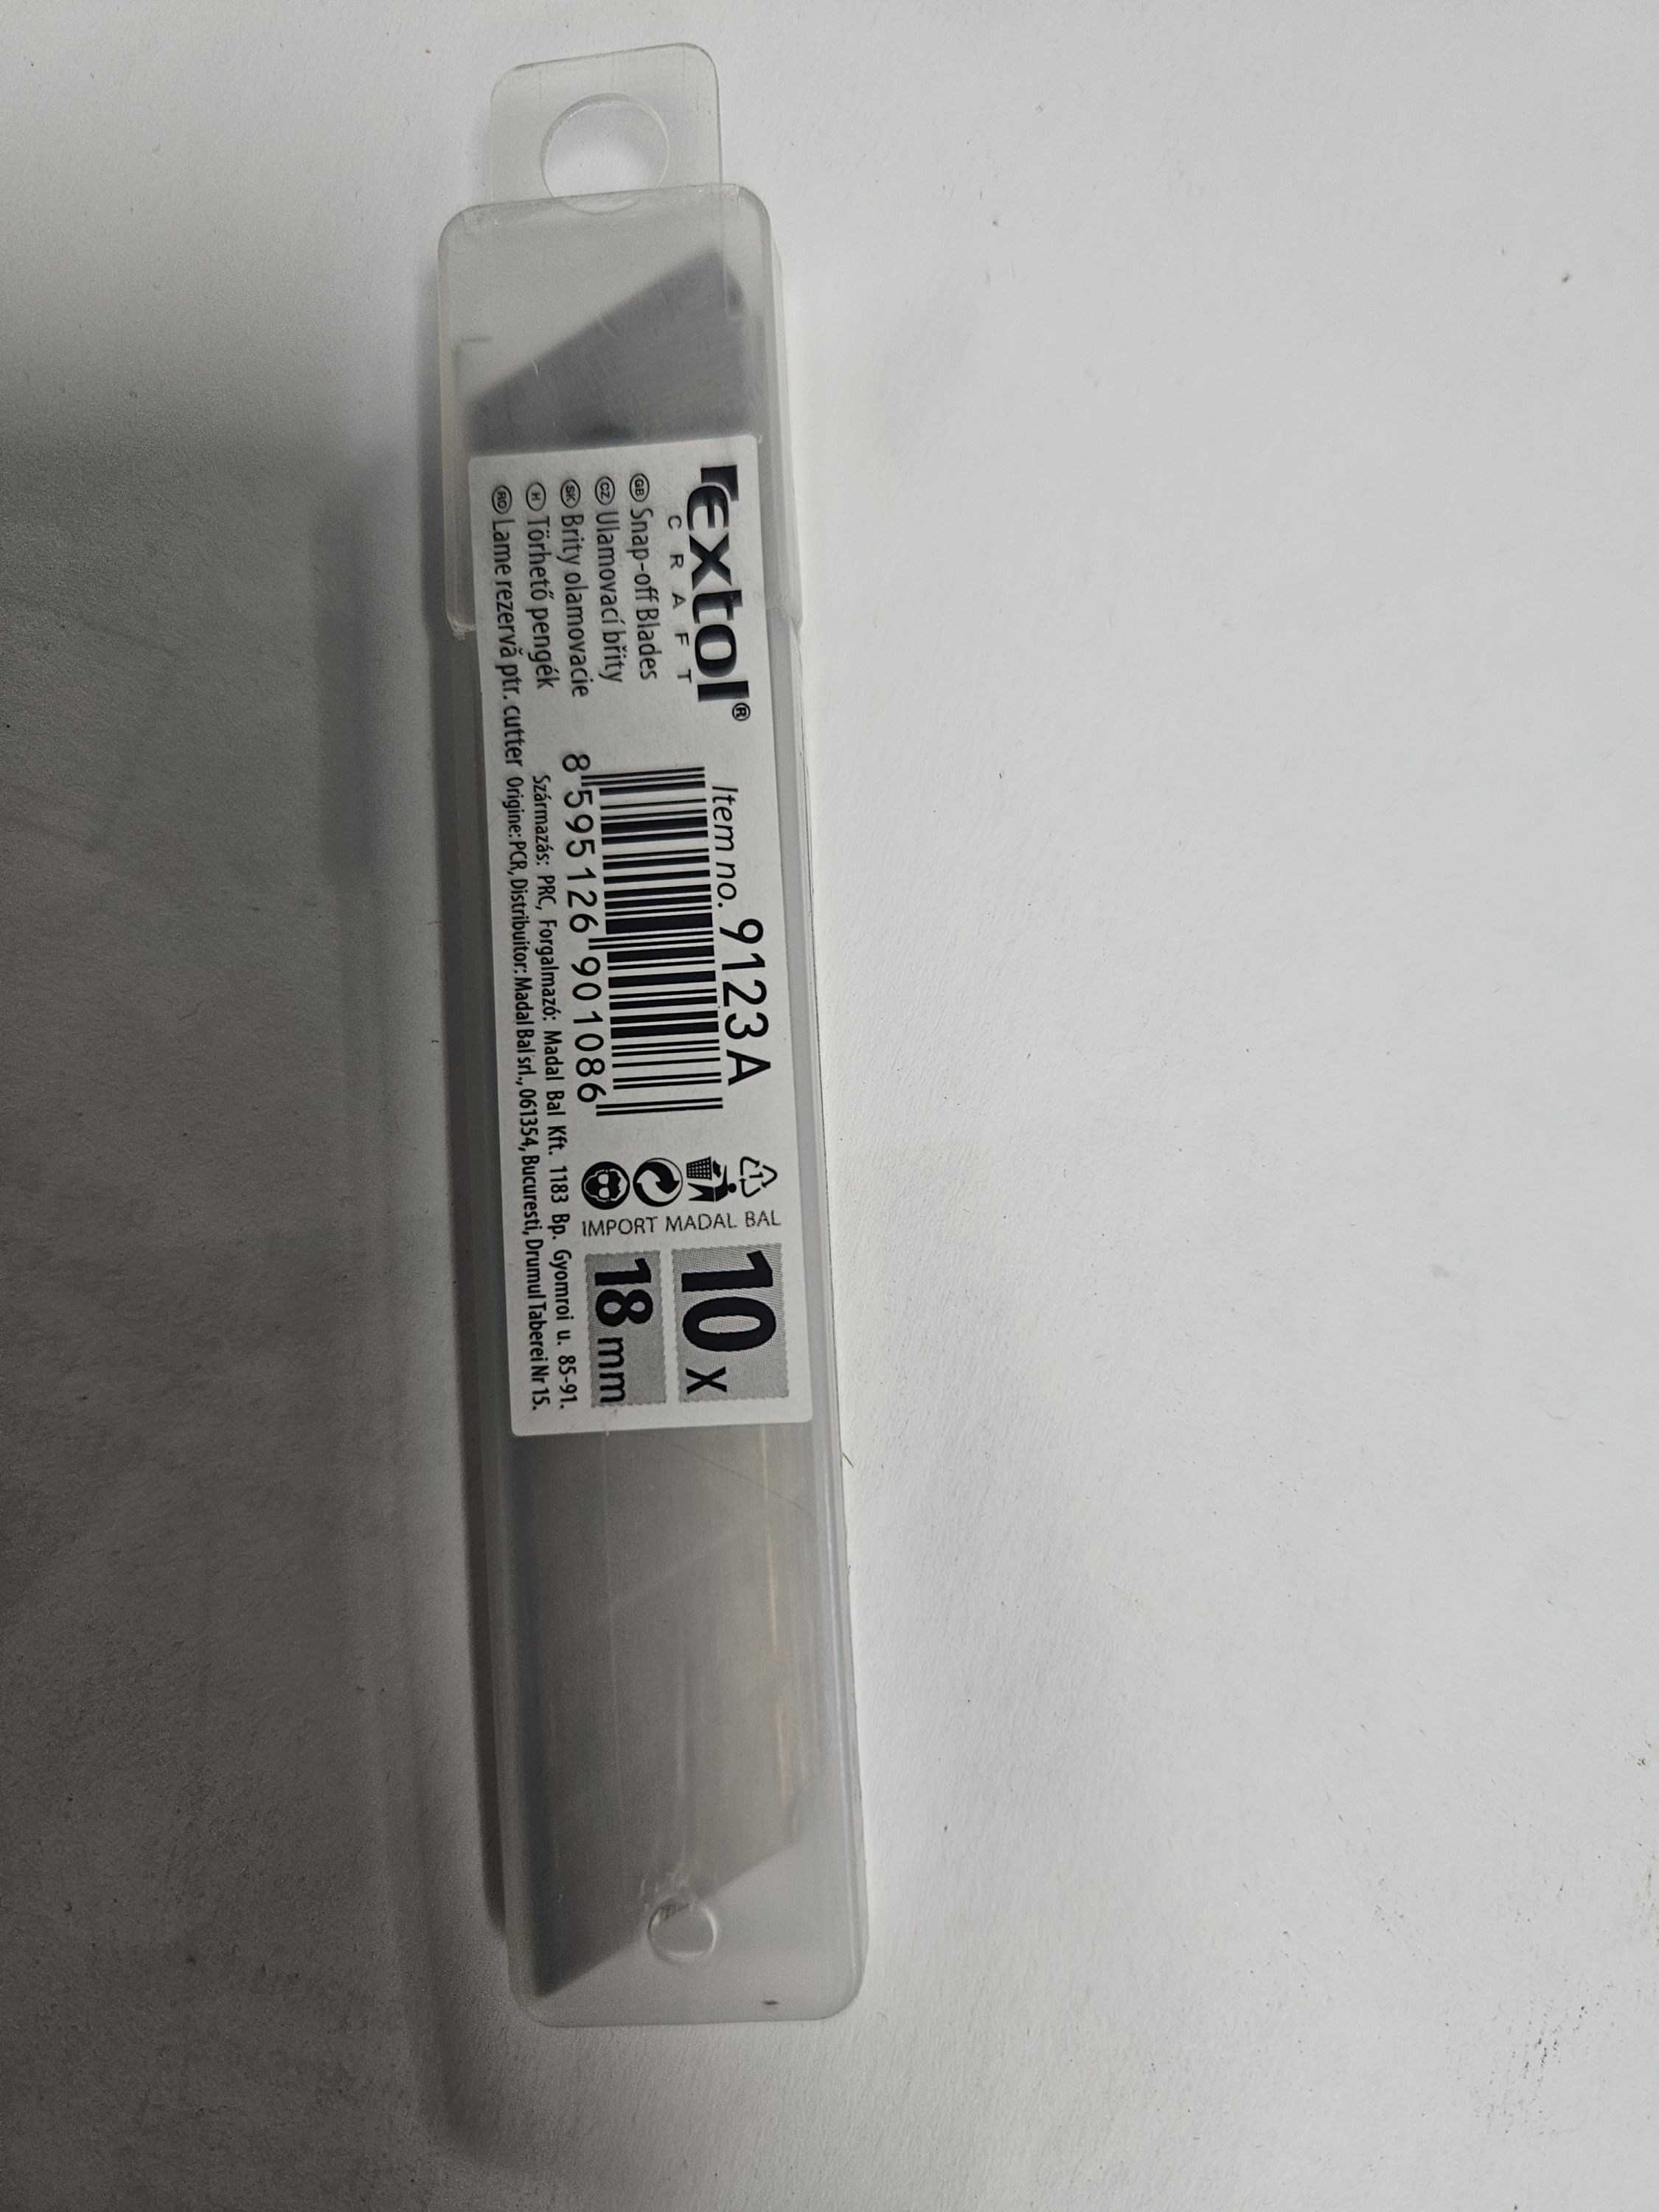 extol®
CRAFT
GB Snap-off Blades
CZ Ulamovací břity
SK Brity olamovacie
H Törhető pengék
RO Lame rezervă ptr. cutter
Item no. 9123A
8 595126 901086
Származás: PRC, Forgalmazó: Madal Bal Kft. 1183 Bp. Gyomroi u. 85-91.
Origine: PCR, Distribuitor: Madal Bal srl., 061354, Bucuresti, Drumul Taberei Nr 15.
1
IMPORT MADAL BAL
10 x
18 mm